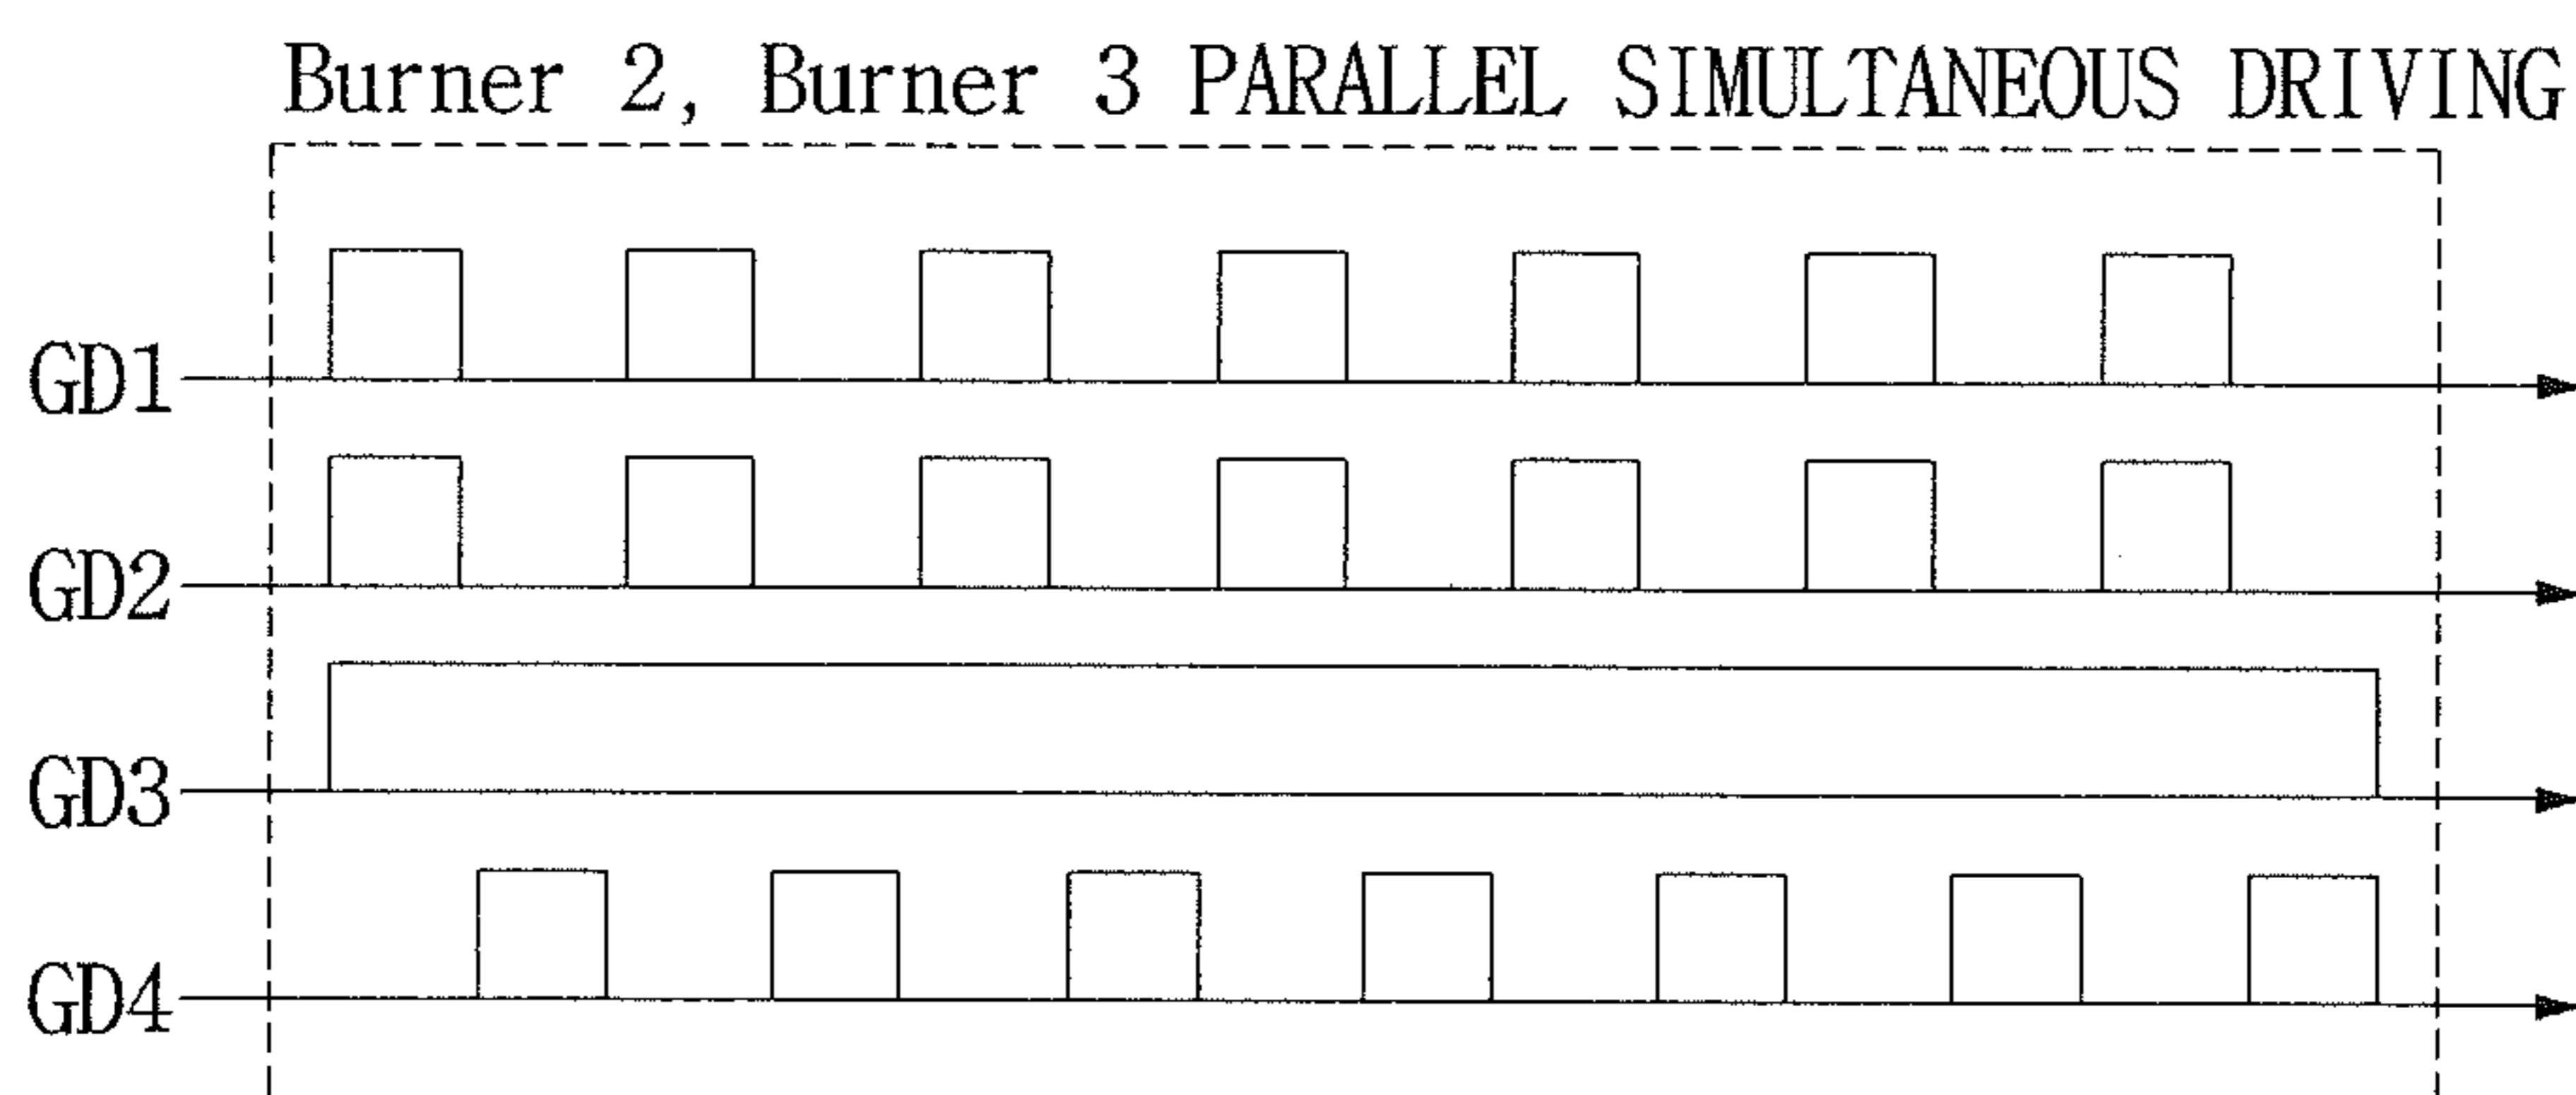 Burner 2, Burner 3 PARALLEL SIMULTANEOUS DRIVING
GD1
GD2
GD3
GD4